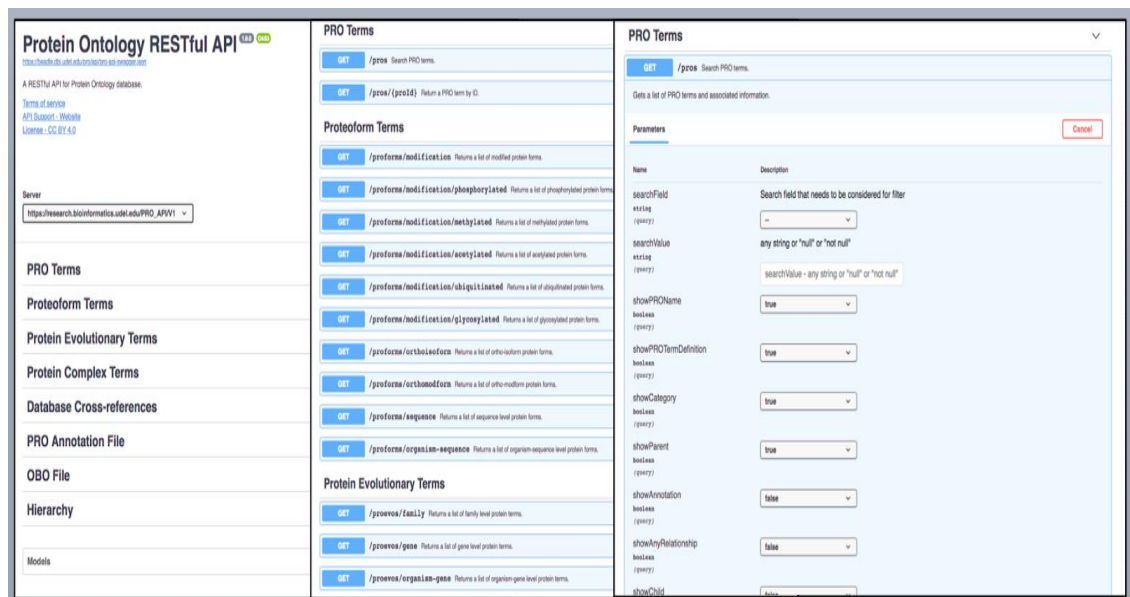 Protein Ontology RESTful API 1.0.0 OAS3
A RESTful API for Protein Ontology database.
Terms of service
API Support - Website
License - CC BY 4.0
Server
https://research.bioinformatics.udel.edu/PRO_API/V1
PRO Terms
Proteoform Terms
Protein Evolutionary Terms
Protein Complex Terms
Database Cross-references
PRO Annotation File
OBO File
Hierarchy
Models
PRO Terms
GET /pros Search PRO terms.
GET /pros/{proId} Return a PRO term by ID.
Proteoform Terms
GET /proforms/modification Returns a list of modified protein forms.
GET /proforms/modification/phosphorylated Returns a list of phosphorylated protein forms.
GET /proforms/modification/methylated Returns a list of methylated protein forms.
GET /proforms/modification/acetylated Returns a list of acetylated protein forms.
GET /proforms/modification/ubiquitinated Returns a list of ubiquitinated protein forms.
GET /proforms/modification/glycosylated Returns a list of glycosylated protein forms.
GET /proforms/orthoisoform Returns a list of ortho-isoform protein forms.
GET /proforms/orthomodform Returns a list of ortho-modform protein forms.
GET /proforms/sequence Returns a list of sequence level protein forms.
GET /proforms/organism-sequence Returns a list of organism-sequence level protein forms.
Protein Evolutionary Terms
GET /proevos/family Returns a list of family level protein terms.
GET /proevos/gene Returns a list of gene level protein terms.
GET /proevos/organism-gene Returns a list of organism-gene level protein terms.
PRO Terms
GET /pros Search PRO terms.
Gets a list of PRO terms and associated information.
Parameters
Cancel
Name Description
searchField Search field that needs to be considered for filter
string
(query)
--
searchValue any string or "null" or "not null"
string
(query)
searchValue - any string or "null" or "not null"
showPROName
true
boolean
(query)
showPROTermDefinition
true
boolean
(query)
showCategory
true
boolean
(query)
showParent
true
boolean
(query)
showAnnotation
false
boolean
(query)
showAnyRelationship
false
boolean
(query)
showChild
false